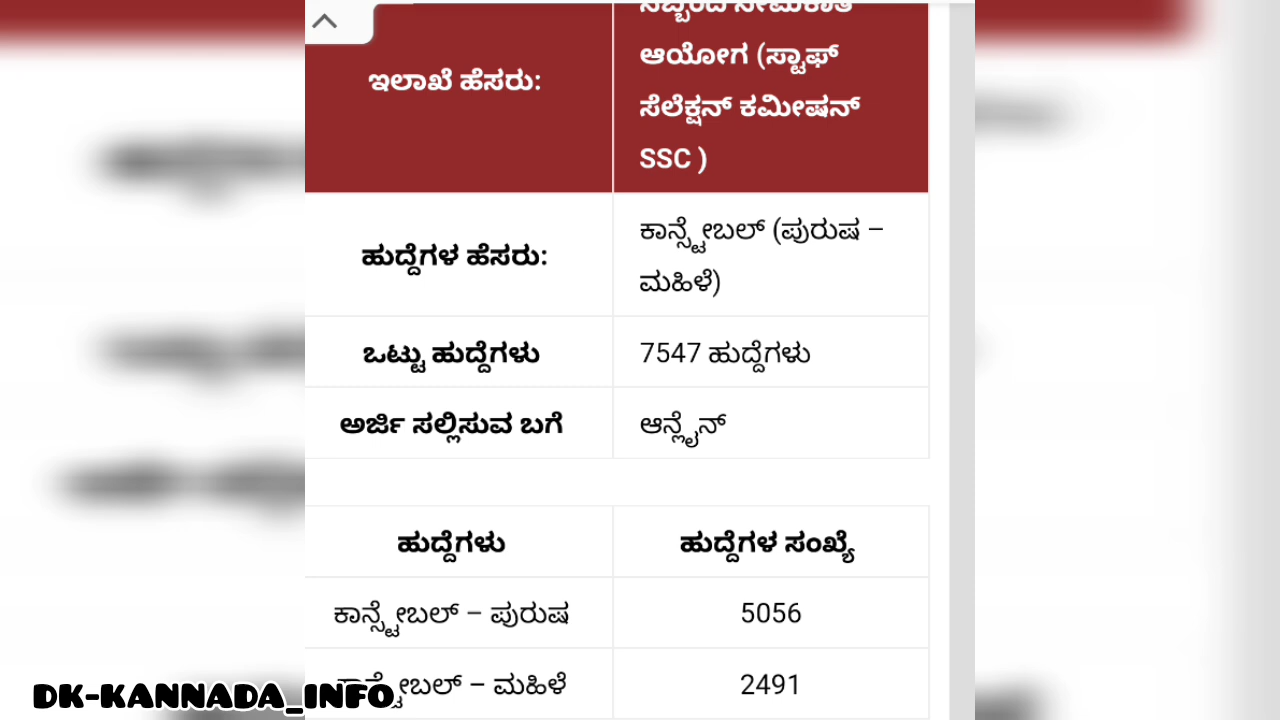 ಇಲಾಖೆ ಹೆಸರು:
ಆಯೋಗ (ಸ್ಟಾಫ್
ಸೆಲೆಕ್ಷನ್ ಕಮೀಷನ್
SSC )
ಹುದ್ದೆಗಳ ಹೆಸರು:
ಕಾನ್ಸ್ಟೇಬಲ್ (ಪುರುಷ –
ಮಹಿಳೆ)
ಒಟ್ಟು ಹುದ್ದೆಗಳು
7547 ಹುದ್ದೆಗಳು
ಅರ್ಜಿ ಸಲ್ಲಿಸುವ ಬಗೆ
ಆನ್ಲೈನ್
ಹುದ್ದೆಗಳು
ಹುದ್ದೆಗಳ ಸಂಖ್ಯೆ
ಕಾನ್ಸ್ಟೇಬಲ್ – ಪುರುಷ
5056
– ಮಹಿಳೆ
2491
DK-KANNADA_INFO